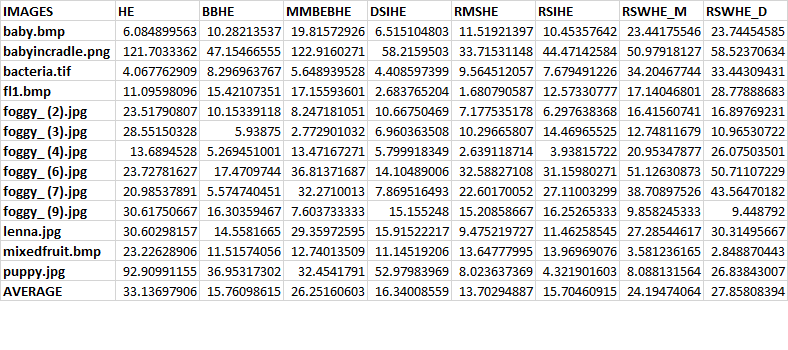 IMAGES HE BBHE MMBEBHE DSIHE RMSHE RSIHE RSWHE_M RSWHE_D
baby.bmp 6.084899563 10.28213537 19.81572926 6.515104803 11.51921397 10.45357642 23.44175546 23.74454585
babyincradle.png 121.7033362 47.15466555 122.9160271 58.2159503 33.71531148 44.47142584 50.97918127 58.52370634
bacteria.tif 4.067762909 8.296963767 5.648939528 4.408597399 9.564512057 7.679491226 34.20467744 33.44309431
fl1.bmp 11.09598096 15.42107351 17.15593601 2.683765204 1.680790587 12.57330777 17.14046801 28.77888683
foggy_ (2).jpg 23.51790807 10.15339118 8.247181051 10.66750469 7.177535178 6.297638368 16.41560741 16.89769231
foggy_ (3).jpg 28.55150328 5.93875 2.772901032 6.960363508 10.29665807 14.46965525 12.74811679 10.96530722
foggy_ (4).jpg 13.6894528 5.269451001 13.47167271 5.799918349 2.639118714 3.93815722 20.95347877 26.07503501
foggy_ (6).jpg 23.72781627 17.4709744 36.81371687 14.10489006 32.58827108 31.15980271 51.12630873 50.71107229
foggy_ (7).jpg 20.98537891 5.574740451 32.2710013 7.869516493 22.60170052 27.11003299 38.70897526 43.56470182
foggy_ (9).jpg 30.61750667 16.30359467 7.603733333 15.155248 15.20858667 16.25265333 9.858245333 9.448792
lenna.jpg 30.60298157 14.5581665 29.35972595 15.91522217 9.475219727 11.46258545 27.28544617 30.31495667
mixedfruit.bmp 23.22628906 11.51574056 12.74013509 11.14519206 13.64777995 13.96969076 3.581236165 2.848870443
puppy.jpg 92.90991155 36.95317302 32.4541791 52.97983969 8.023637369 4.321901603 8.088131564 26.83843007
AVERAGE 33.13697906 15.76098615 26.25160603 16.34008559 13.70294887 15.70460915 24.19474064 27.85808394